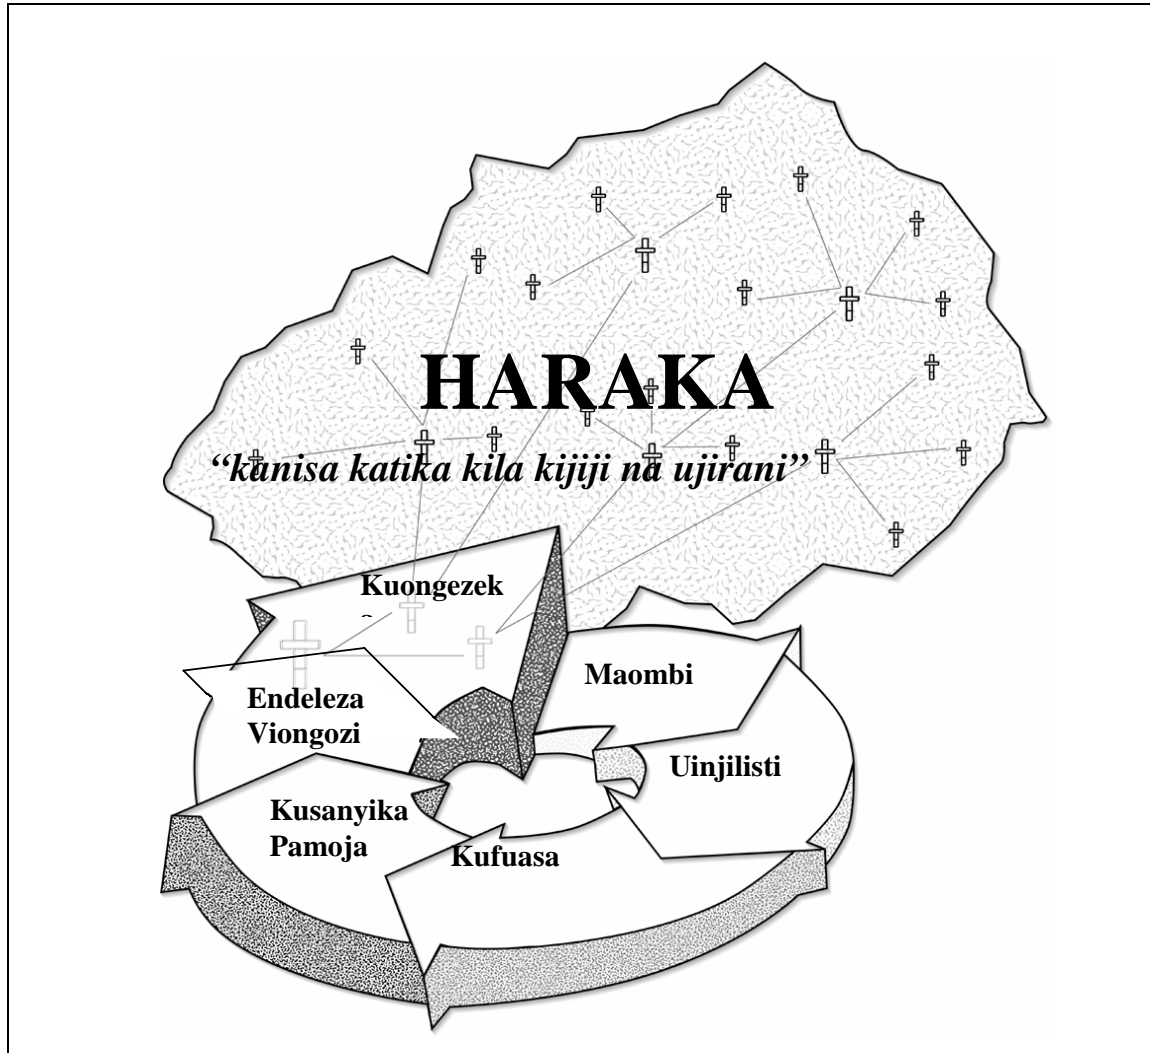 HARAKA
“kanisa katika kila kijiji na ujirani”
Kuongezek
Maombi
Endeleza
Viongozi
Uinjilisti
Kusanyika
Pamoja
Kufuasa